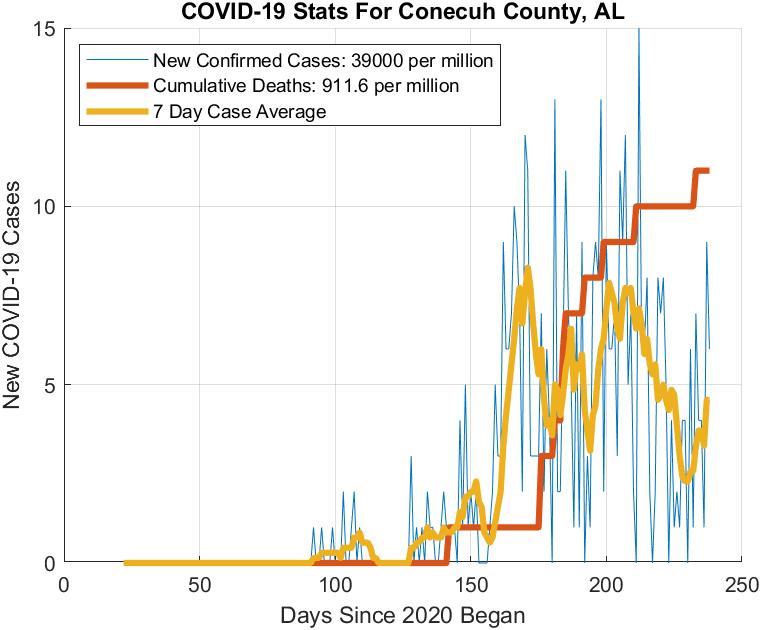 COVID-19 Stats For Conecuh County, AL
New Confirmed Cases: 39000 per million
Cumulative Deaths: 911.6 per million
7 Day Case Average
New COVID-19 Cases
15
10
5
0
0 50 100 150 200 250
Days Since 2020 Began